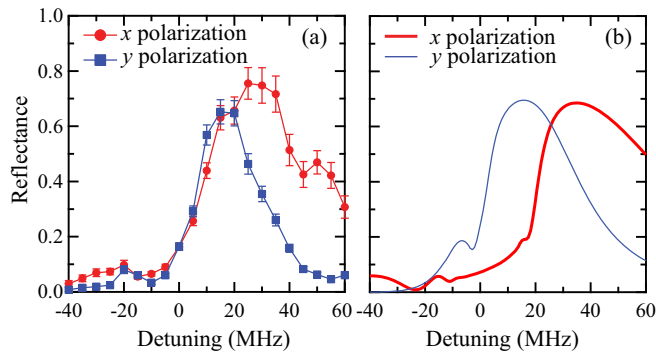 1.0
0.8
0.6
0.4
0.2
0.0
Reflectance
x polarization
y polarization
(a)
x polarization
y polarization
(b)
-40 -20 0 20 40 60
-40 -20 0 20 40 60
Detuning (MHz)
Detuning (MHz)